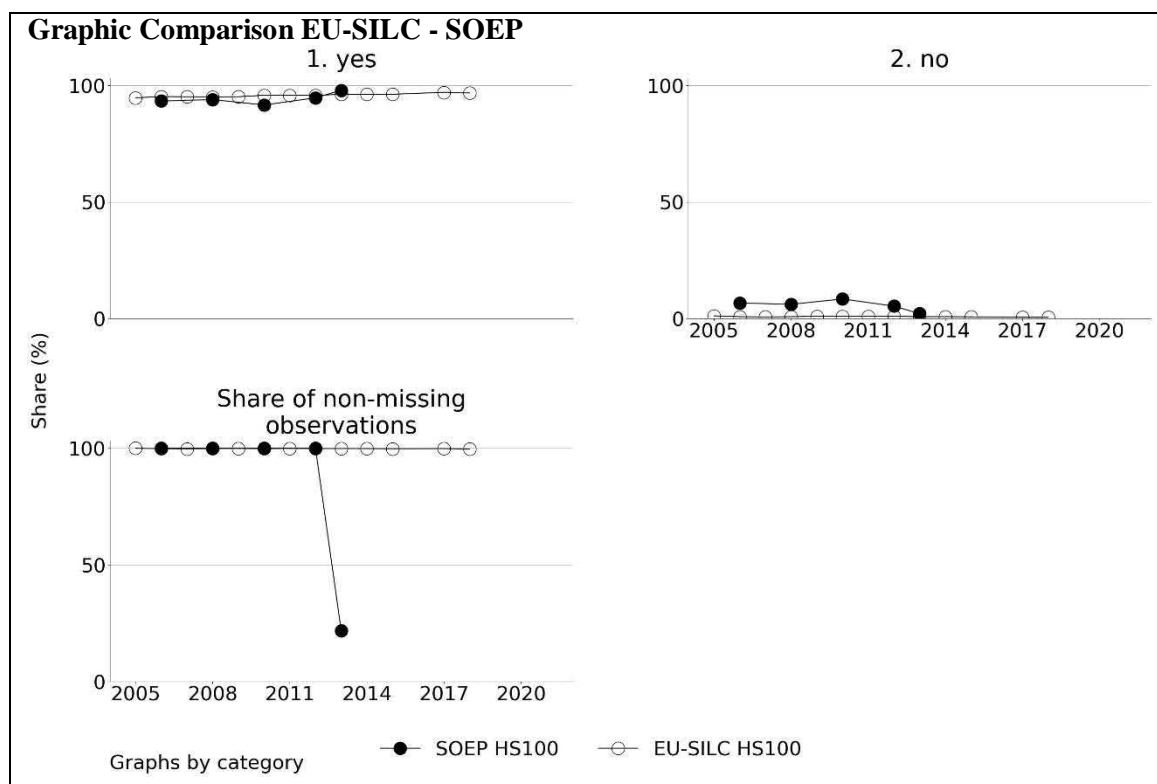 Graphic Comparison EU-SILC - SOEP
1. yes
2. no
100
50
0
100
50
0
2005 2008 2011 2014 2017 2020
Share (%)
Share of non-missing
observations
100
50
0
2005 2008 2011 2014 2017 2020
SOEP HS100
EU-SILC HS100
Graphs by category